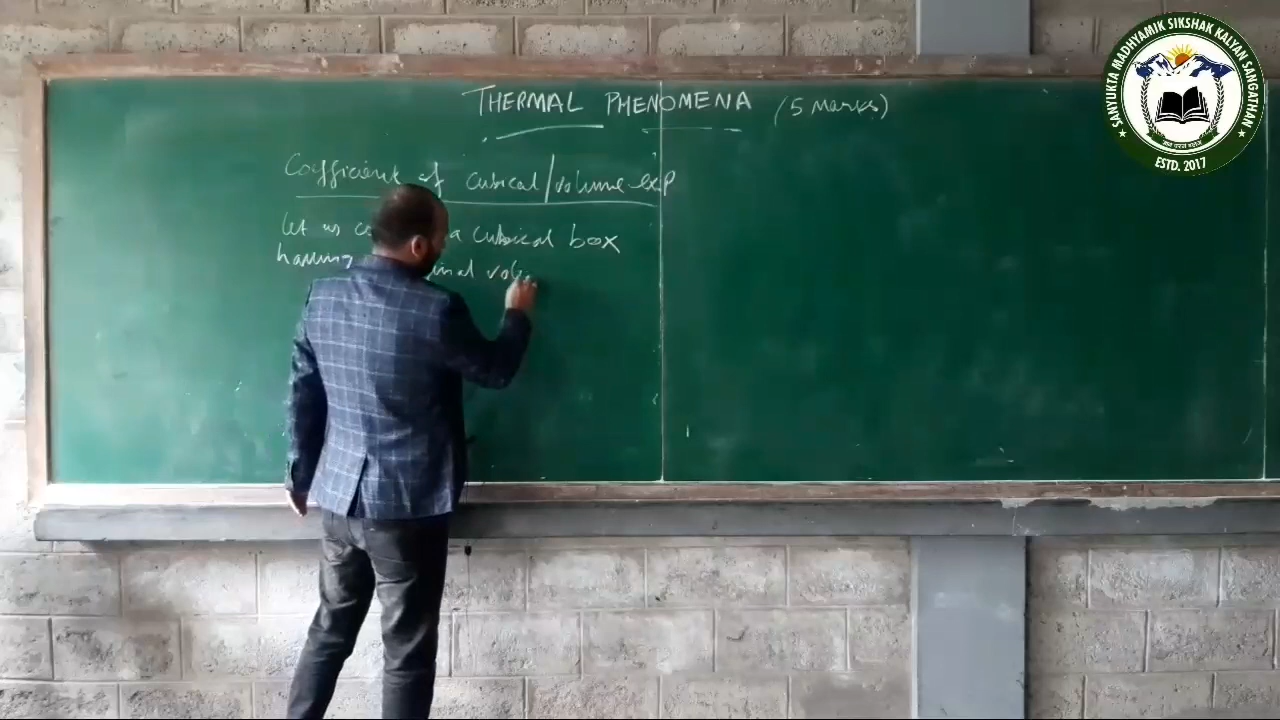 THERMAL PHENOMENA (5 Marks)
Coefficient of cubical/volume exp
let us a cubical box
having
SANYUKTA MADHYAMIK SIKSHAK KALYAN SANGATHAN
ESTD. 2017